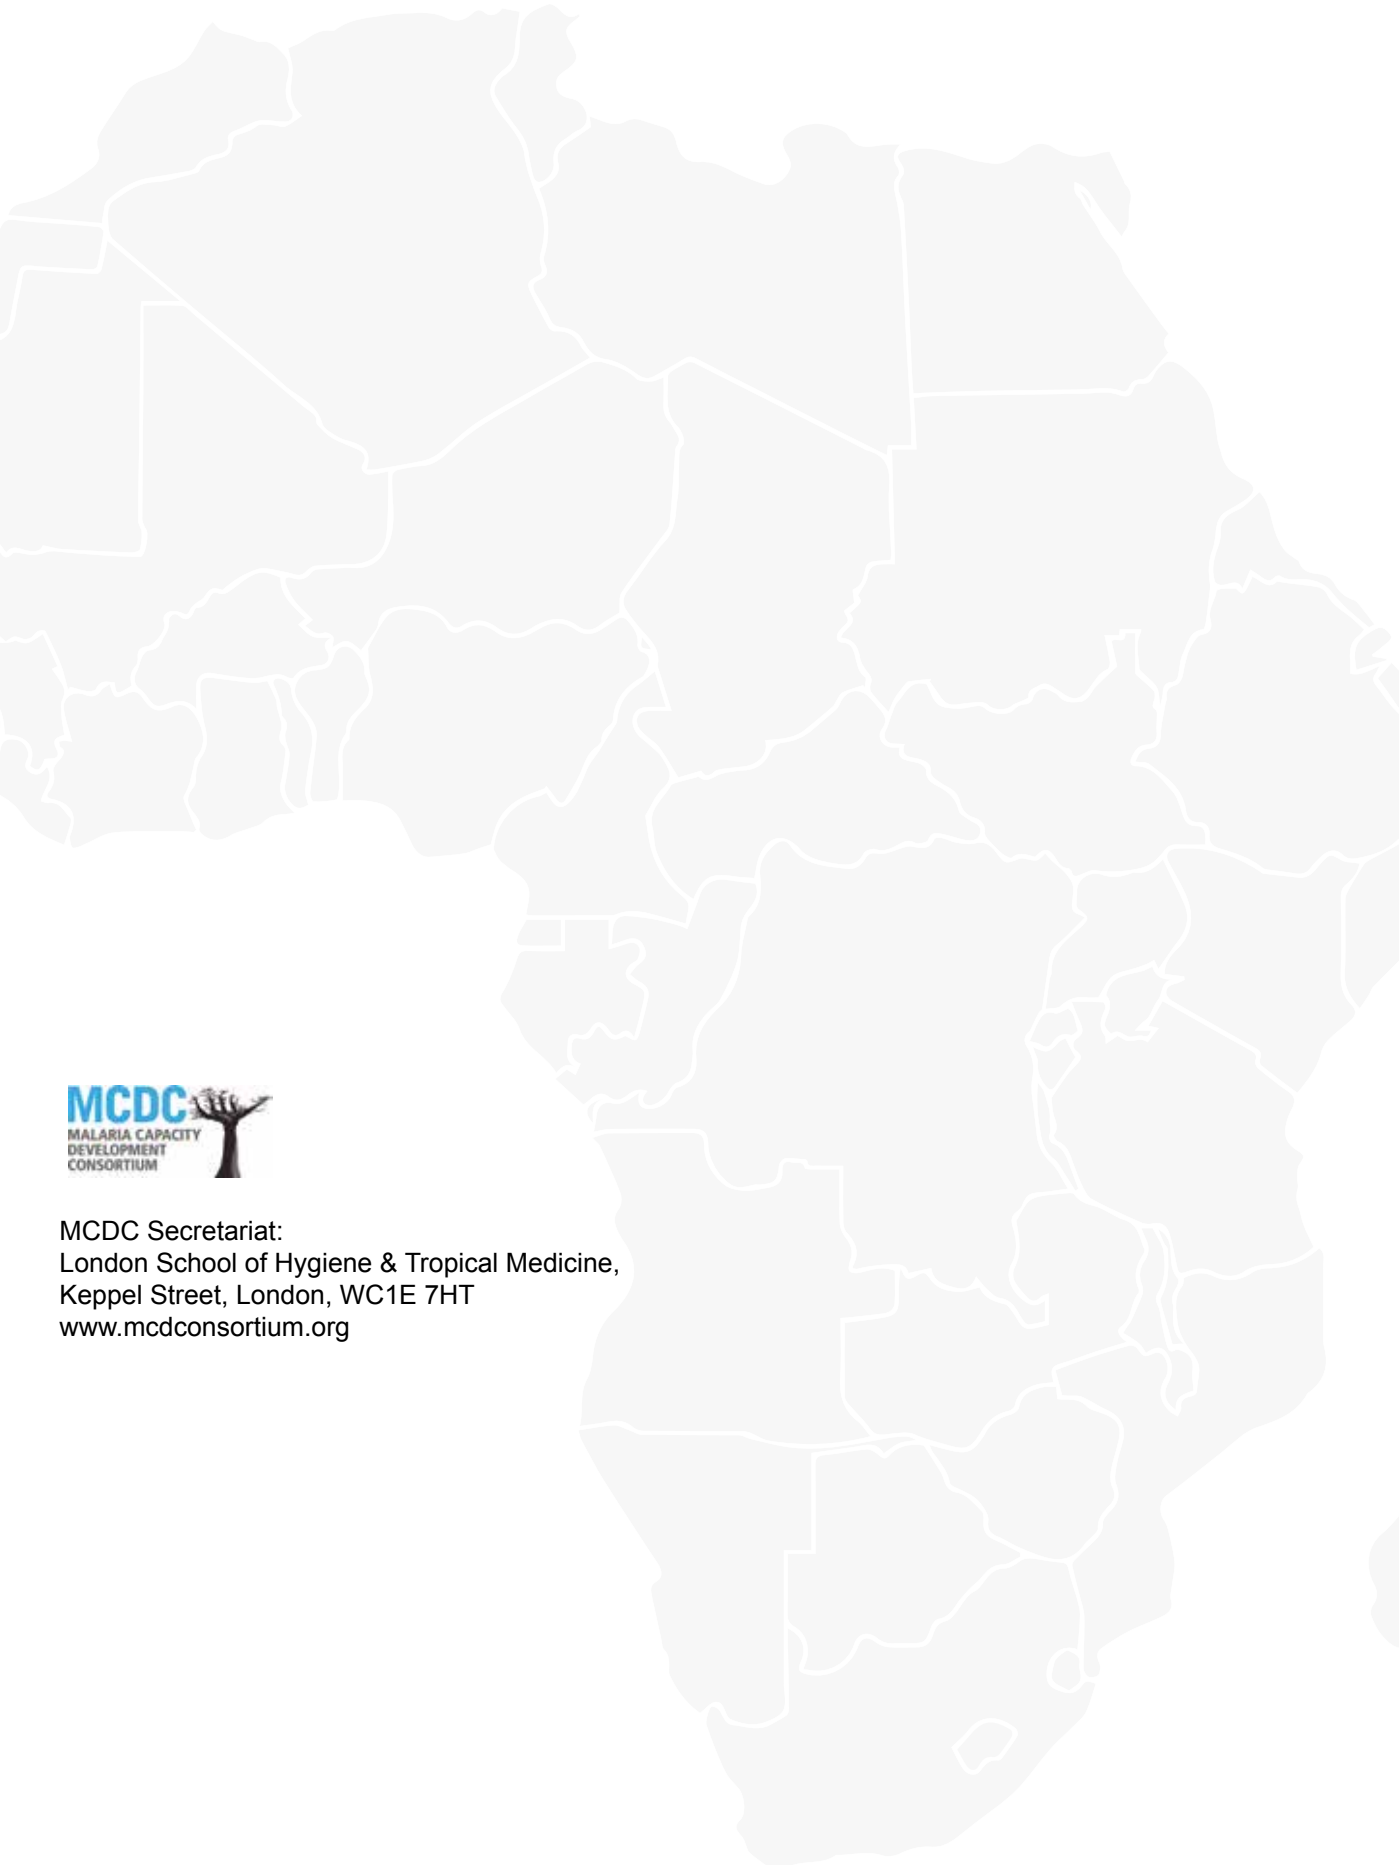 MCDC
MALARIA CAPACITY
DEVELOPMENT
CONSORTIUM
MCDC Secretariat:
London School of Hygiene & Tropical Medicine,
Keppel Street, London, WC1E 7HT
www.mcdconsortium.org